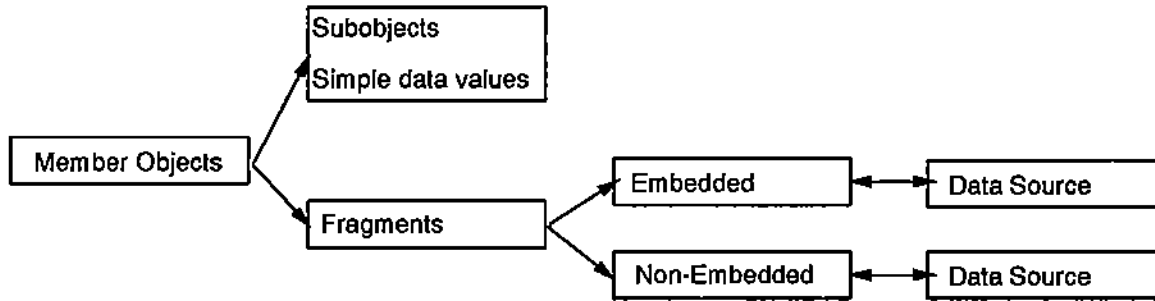 Subobjects
Simple data values
Member Objects
Embedded
Data Source
Fragments
Non-Embedded
Data Source